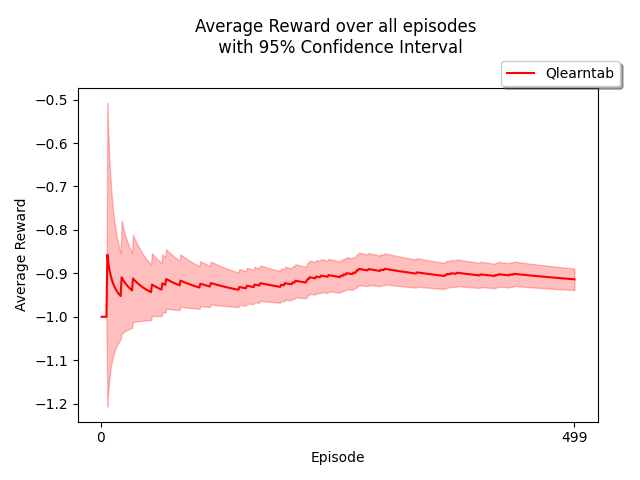 Average Reward over all episodes
with 95% Confidence Interval
Qlearntab
−0.5
−0.6
−0.7
−0.8
−0.9
−1.0
−1.1
−1.2
Average Reward
0
499
Episode